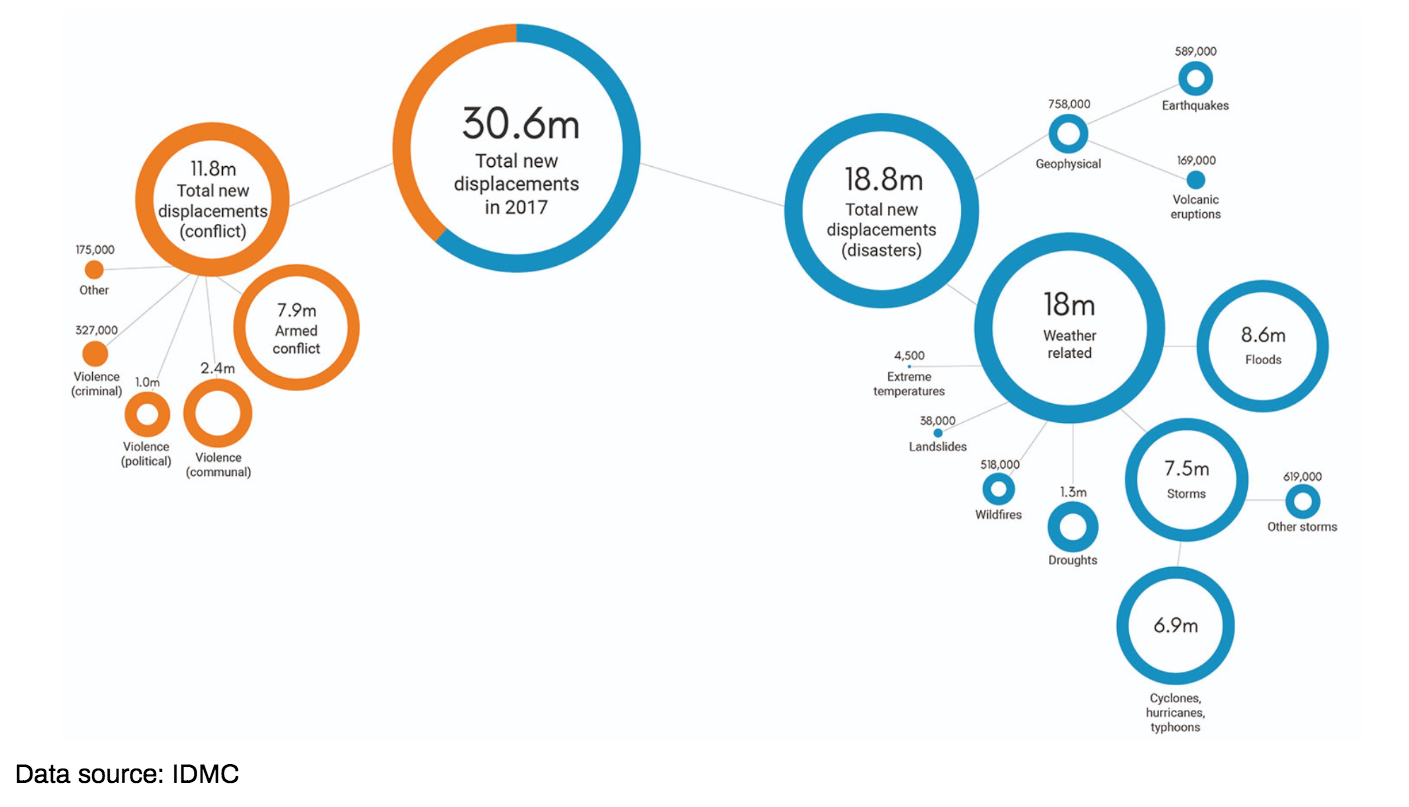 30.6m
Total new
displacements
in 2017
11.8m
Total new
displacements
(conflict)
175,000
Other
327,000
Violence
(criminal)
1.0m
Violence
(political)
2.4m
Violence
(communal)
7.9m
Armed
conflict
18.8m
Total new
displacements
(disasters)
758,000
Geophysical
589,000
Earthquakes
169,000
Volcanic
eruptions
18m
Weather
related
4,500
Extreme
temperatures
38,000
Landslides
518,000
Wildfires
1.3m
Droughts
8.6m
Floods
7.5m
Storms
619,000
Other storms
6.9m
Cyclones,
hurricanes,
typhoons
Data source: IDMC